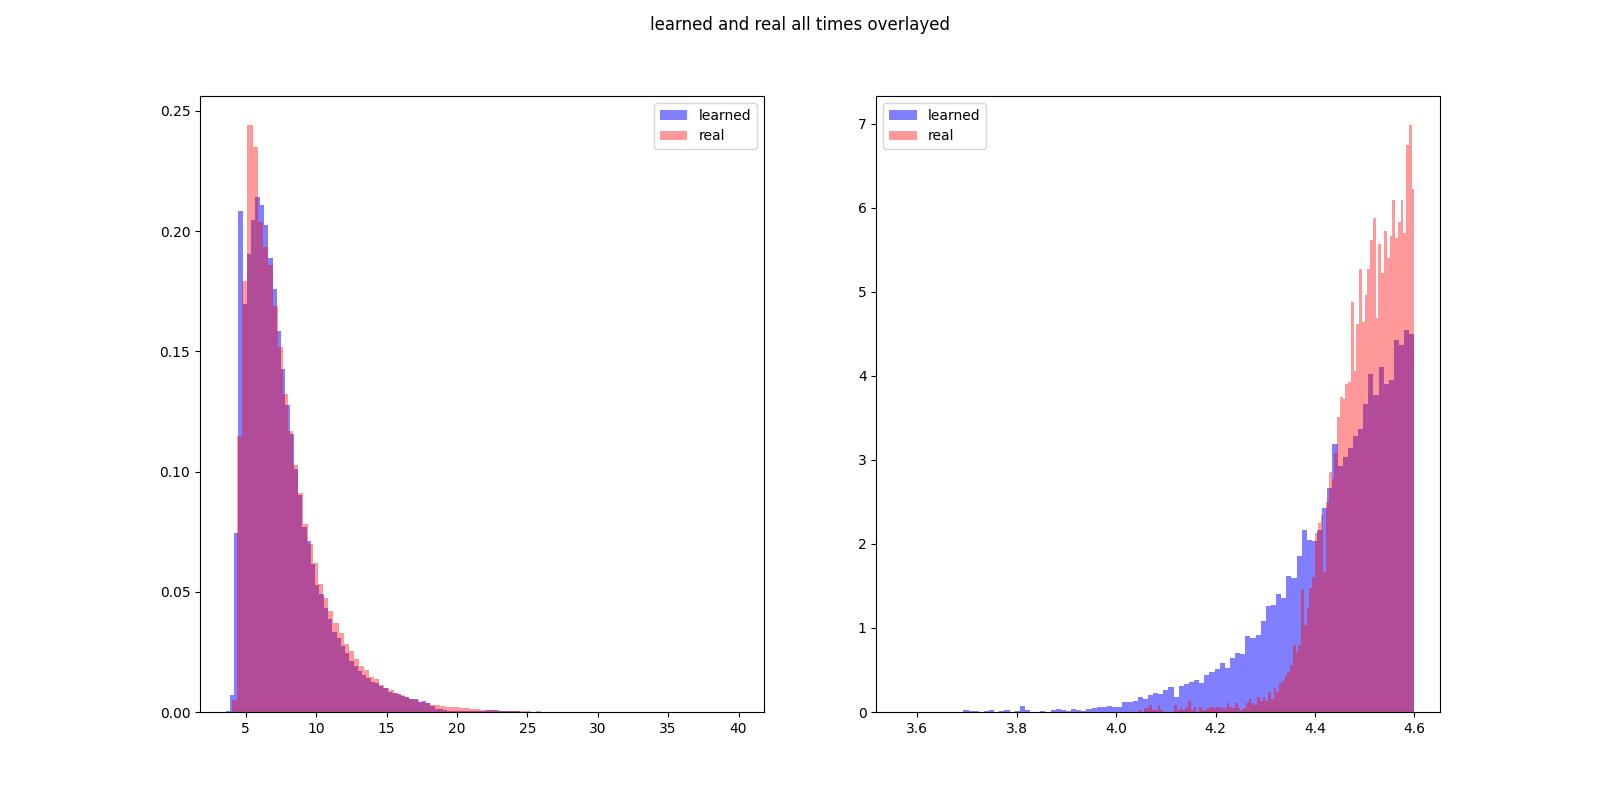 learned and real all times overlayed
0.25
0.20
0.15
0.10
0.05
0.00
5 10 15 20 25 30 35 40
learned
real
7
6
5
4
3
2
1
0
3.6 3.8 4.0 4.2 4.4 4.6
learned
real